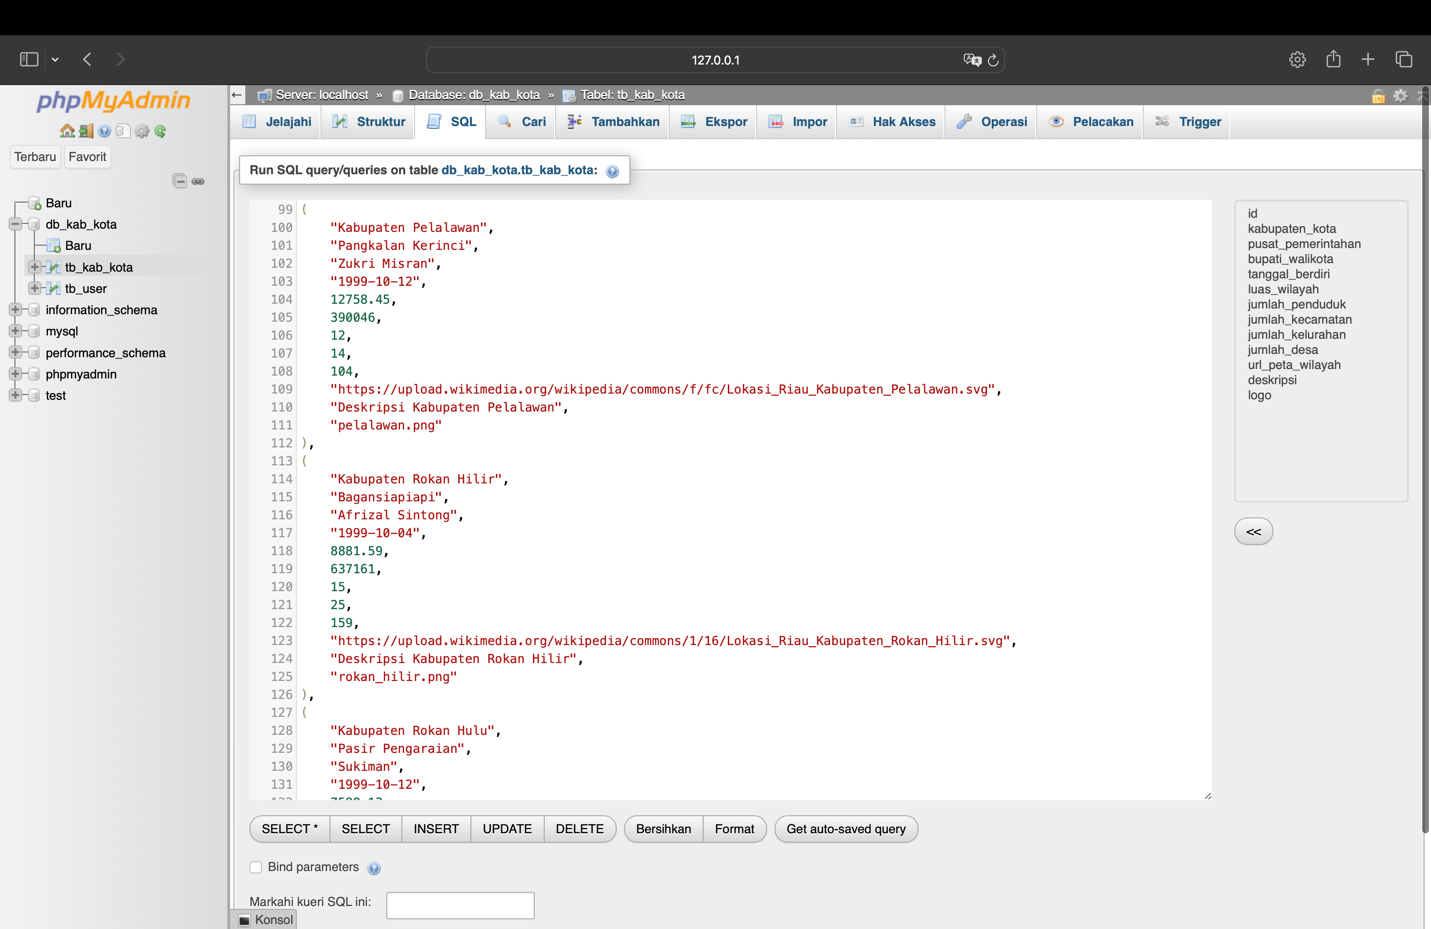 127.0.0.1
phpMyAdmin
Terbaru Favorit
Baru
db_kab_kota
Baru
tb_kab_kota
tb_user
information_schema
mysql
performance_schema
phpmyadmin
test
Server: localhost » Database: db_kab_kota » Tabel: tb_kab_kota
Jelajahi Struktur SQL Cari Tambahkan Ekspor Impor Hak Akses Operasi Pelacakan Trigger
Run SQL query/queries on table db_kab_kota.tb_kab_kota:
99 (
100 "Kabupaten Pelalawan",
101 "Pangkalan Kerinci",
102 "Zukri Misran",
103 "1999-10-12",
104 12758.45,
105 390046,
106 12,
107 14,
108 104,
109 "https://upload.wikimedia.org/wikipedia/commons/f/fc/Lokasi_Riau_Kabupaten_Pelalawan.svg",
110 "Deskripsi Kabupaten Pelalawan",
111 "pelalawan.png"
112 ),
113 (
114 "Kabupaten Rokan Hilir",
115 "Bagansiapiapi",
116 "Afrizal Sintong",
117 "1999-10-04",
118 8881.59,
119 637161,
120 15,
121 25,
122 159,
123 "https://upload.wikimedia.org/wikipedia/commons/1/16/Lokasi_Riau_Kabupaten_Rokan_Hilir.svg",
124 "Deskripsi Kabupaten Rokan Hilir",
125 "rokan_hilir.png"
126 ),
127 (
128 "Kabupaten Rokan Hulu",
129 "Pasir Pengaraian",
130 "Sukiman",
131 "1999-10-12",
id
kabupaten_kota
pusat_pemerintahan
bupati_walikota
tanggal_berdiri
luas_wilayah
jumlah_penduduk
jumlah_kecamatan
jumlah_kelurahan
jumlah_desa
url_peta_wilayah
deskripsi
logo
<<
SELECT * SELECT INSERT UPDATE DELETE Bersihkan Format Get auto-saved query
Bind parameters
Markahi kueri SQL ini:
Konsol